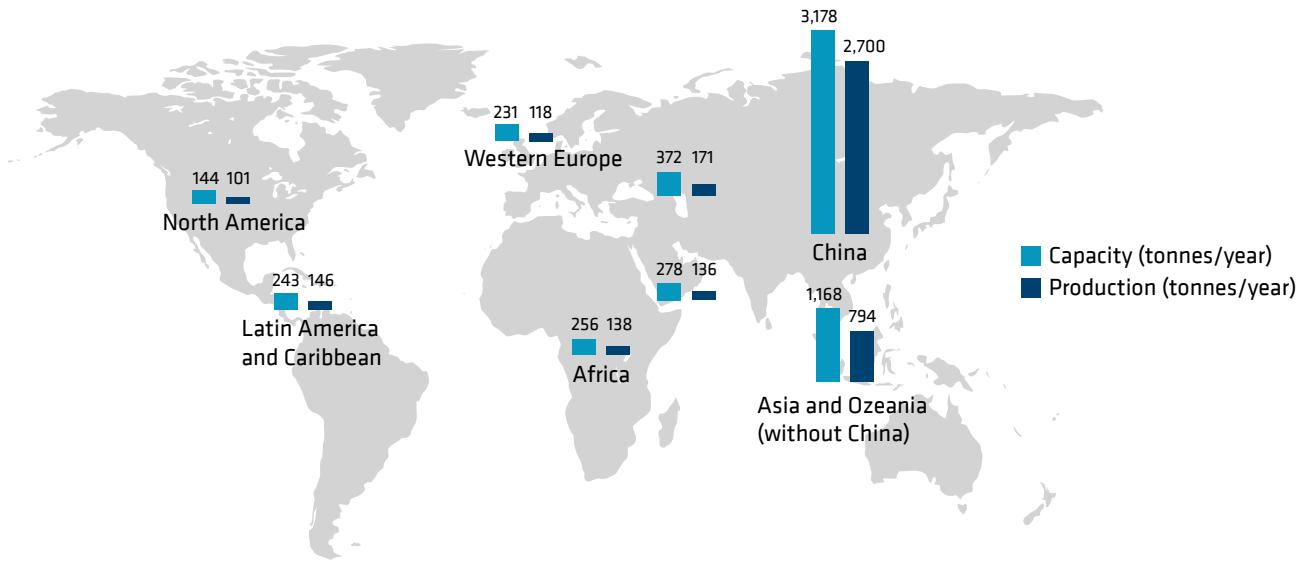 3,178
2,700
China
231 118
Western Europe
372 171
144 101
North America
278 136
243 146
Latin America
and Caribbean
256 138
Africa
1,168
794
Asia and Ozeania
(without China)
Capacity (tonnes/year)
Production (tonnes/year)